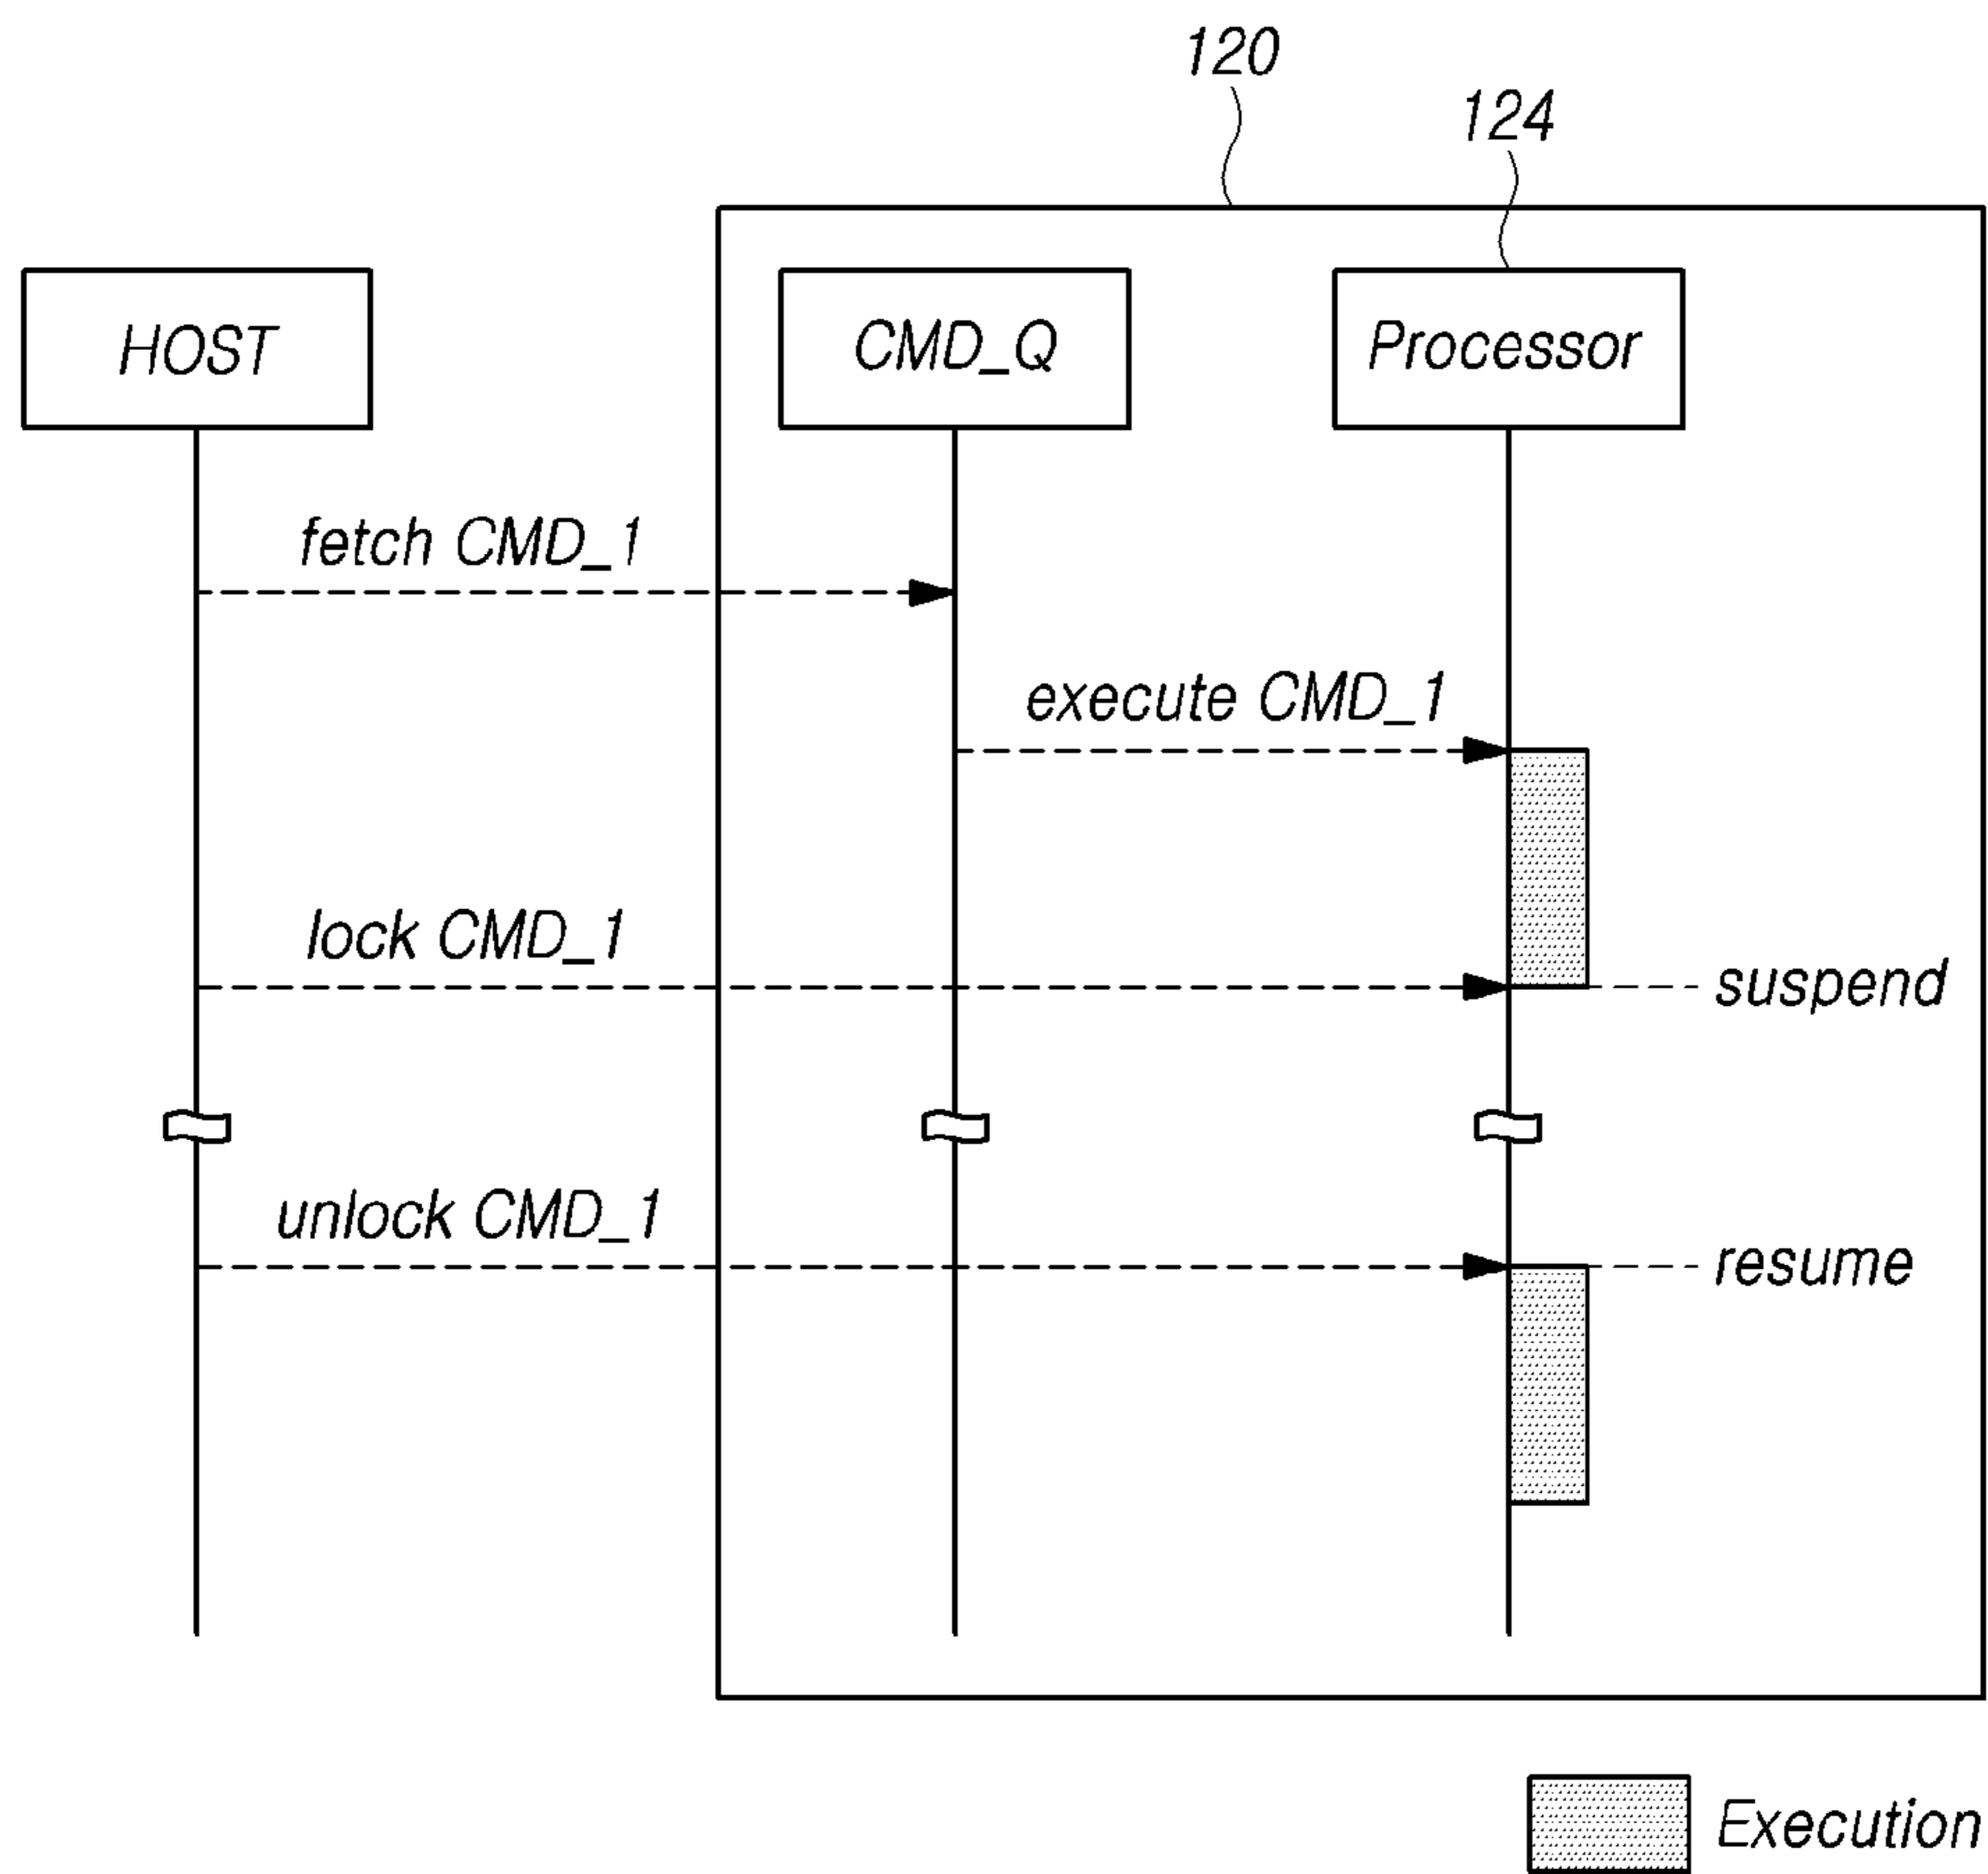 120
124
HOST
CMD_Q
Processor
fetch CMD_1
execute CMD_1
lock CMD_1
suspend
unlock CMD_1
resume
Execution